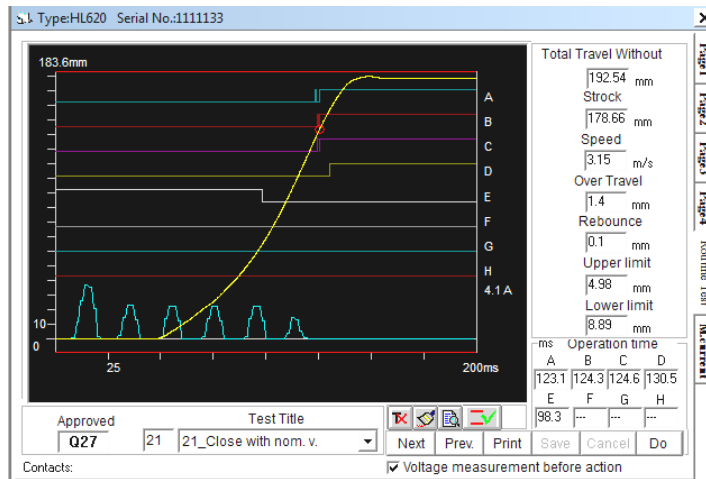 Type:HL620 Serial No.:1111133
183.6mm
A
B
C
D
E
F
G
H
4.1 A
10
0
25
200ms
Total Travel Without
192.54 mm
Strock
178.66 mm
Speed
3.15 m/s
Over Travel
1.4 mm
Rebounce
0.1 mm
Upper limit
4.98 mm
Lower limit
8.89 mm
ms Operation time
A B C D
123.1 124.3 124.6 130.5
E F G H
98.3 --- --- ---
Page1
Page2
Page3
Page4
Routine Test
M.current
Approved
Q27
Test Title
21 21_Close with nom. v.
Next Prev. Print Save Cancel Do
Contacts:
Voltage measurement before action